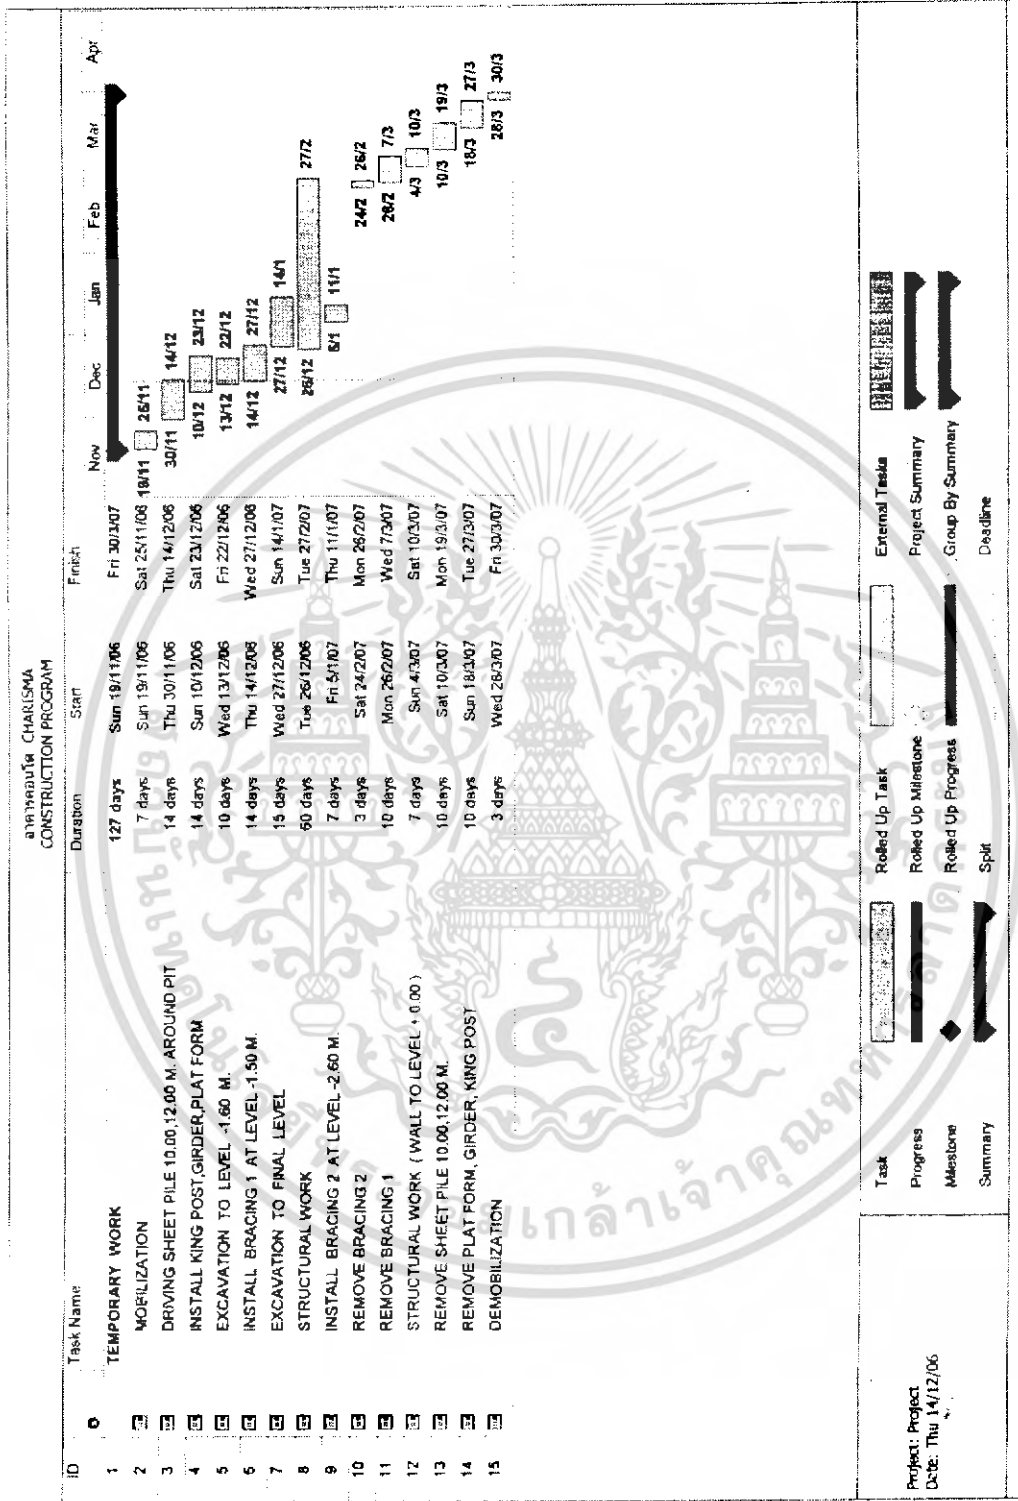 อาคารคอนโด CHARISMA
CONSTRUCTION PROGRAM
ID Task Name Duration Start Finish Nov Dec Jan Feb Mar Apr
1 TEMPORARY WORK 127 days Sun 19/11/06 Fri 30/3/07
2 MOBILIZATION 7 days Sun 19/11/06 Sat 25/11/06 19/11 25/11
3 DRIVING SHEET PILE 10.00,12.00 M. AROUND PIT 14 days Thu 30/11/06 Thu 14/12/06 30/11 14/12
4 INSTALL KING POST,GIRDER,PLAT FORM 14 days Sun 10/12/06 Sat 23/12/06 10/12 23/12
5 EXCAVATION TO LEVEL -1.60 M. 10 days Wed 13/12/06 Fri 22/12/06 13/12 22/12
6 INSTALL BRACING 1 AT LEVEL -1.50 M. 14 days Thu 14/12/06 Wed 27/12/06 14/12 27/12
7 EXCAVATION TO FINAL LEVEL 15 days Wed 27/12/06 Sun 14/1/07 27/12 14/1
8 STRUCTURAL WORK 60 days Tue 26/12/06 Tue 27/2/07 26/12 27/2
9 INSTALL BRACING 2 AT LEVEL -2.60 M. 7 days Fri 5/1/07 Thu 11/1/07 5/1 11/1
10 REMOVE BRACING 2 3 days Sat 24/2/07 Mon 26/2/07 24/2 26/2
11 REMOVE BRACING 1 10 days Mon 26/2/07 Wed 7/3/07 26/2 7/3
12 STRUCTURAL WORK ( WALL TO LEVEL + 0.00 ) 7 days Sun 4/3/07 Sat 10/3/07 4/3 10/3
13 REMOVE SHEET PILE 10.00,12.00 M. 10 days Sat 10/3/07 Mon 19/3/07 10/3 19/3
14 REMOVE PLAT FORM, GIRDER, KING POST 10 days Sun 18/3/07 Tue 27/3/07 18/3 27/3
15 DEMOBILIZATION 3 days Wed 28/3/07 Fri 30/3/07 28/3 30/3
Project: Project
Date: Thu 14/12/06
Task Rolled Up Task External Tasks
Progress Rolled Up Milestone Project Summary
Milestone Rolled Up Progress Group By Summary
Summary Split Deadline